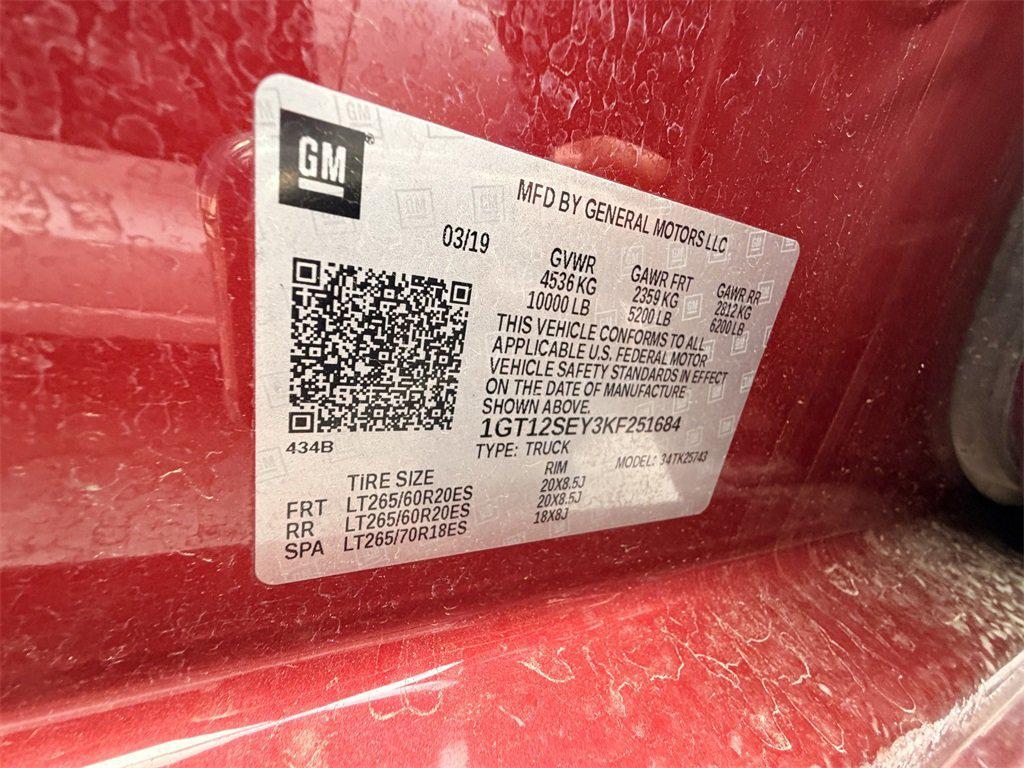 GM
MFD BY GENERAL MOTORS LLC
03/19
GVWR GAWR FRT GAWR RR
4536 KG 2359 KG 2812 KG
10000 LB 5200 LB 6200 LB
THIS VEHICLE CONFORMS TO ALL
APPLICABLE U.S. FEDERAL MOTOR
VEHICLE SAFETY STANDARDS IN EFFECT
ON THE DATE OF MANUFACTURE
SHOWN ABOVE.
1GT12SEY3KF251684
434B
TYPE: TRUCK MODEL: 34TK25743
TIRE SIZE RIM
FRT LT265/60R20ES 20X8.5J
RR LT265/60R20ES 20X8.5J
SPA LT265/70R18ES 18X8J